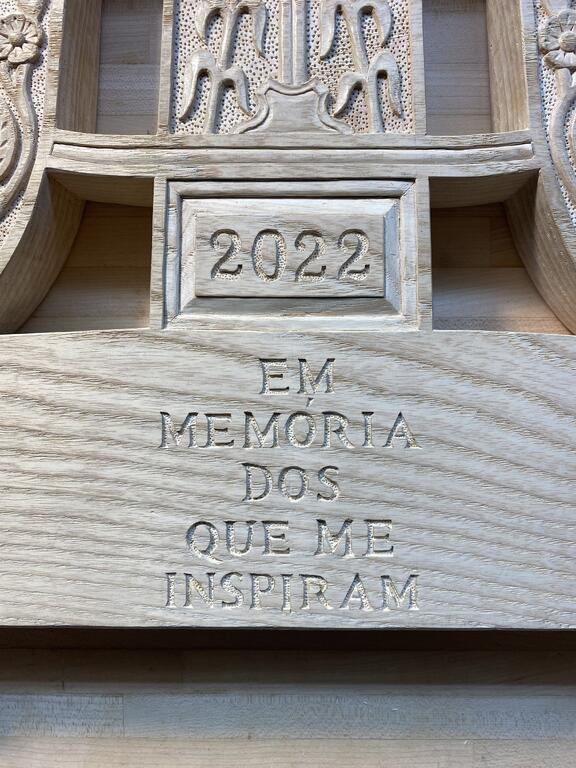 2022
EM
MEMÓRIA
DOS
QUE ME
INSPIRAM